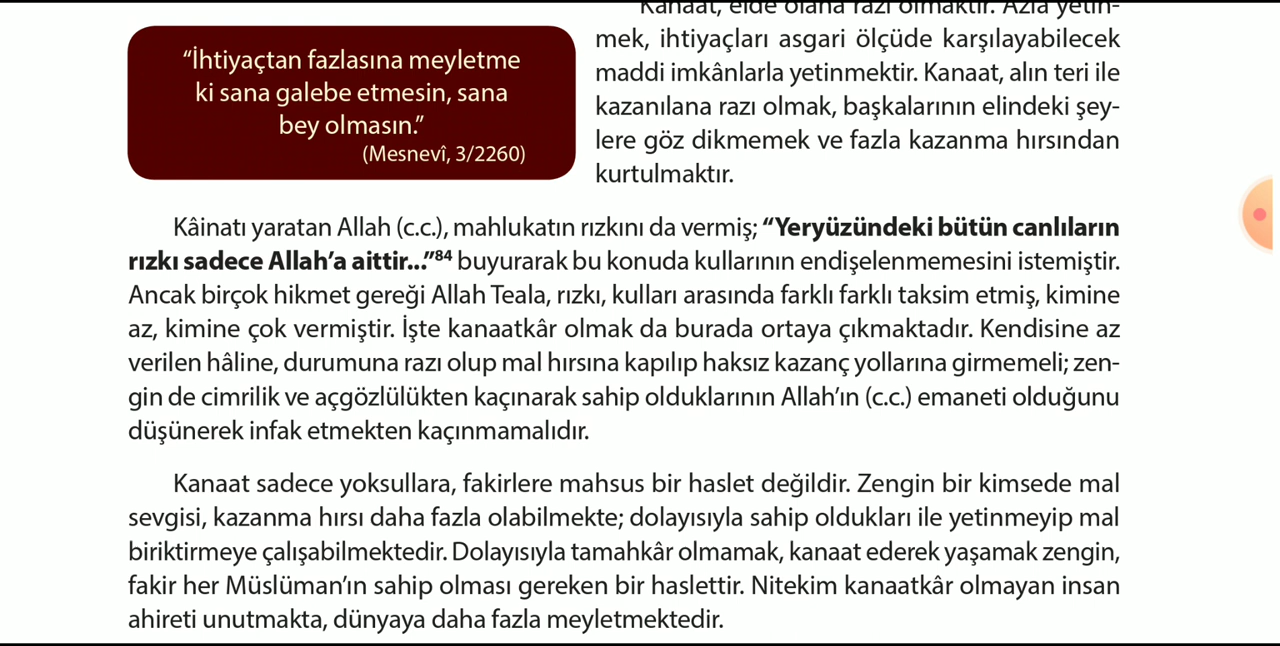 Kanaat, elde olana razı olmaktır. Azla yetin-
“İhtiyaçtan fazlasına meyletme
ki sana galebe etmesin, sana
bey olmasın.”
(Mesnevî, 3/2260)
mek, ihtiyaçları asgari ölçüde karşılayabilecek
maddi imkânlarla yetinmektir. Kanaat, alın teri ile
kazanılana razı olmak, başkalarının elindeki şey-
lere göz dikmemek ve fazla kazanma hırsından
kurtulmaktır.
Kâinatı yaratan Allah (c.c.), mahlukatın rızkını da vermiş; “Yeryüzündeki bütün canlıların
rızkı sadece Allah’a aittir...”84 buyurarak bu konuda kullarının endişelenmemesini istemiştir.
Ancak birçok hikmet gereği Allah Teala, rızkı, kulları arasında farklı farklı taksim etmiş, kimine
az, kimine çok vermiştir. İşte kanaatkâr olmak da burada ortaya çıkmaktadır. Kendisine az
verilen hâline, durumuna razı olup mal hırsına kapılıp haksız kazanç yollarına girmemeli; zen-
gin de cimrilik ve açgözlülükten kaçınarak sahip olduklarının Allah’ın (c.c.) emaneti olduğunu
düşünerek infak etmekten kaçınmamalıdır.
Kanaat sadece yoksullara, fakirlere mahsus bir haslet değildir. Zengin bir kimsede mal
sevgisi, kazanma hırsı daha fazla olabilmekte; dolayısıyla sahip oldukları ile yetinmeyip mal
biriktirmeye çalışabilmektedir. Dolayısıyla tamahkâr olmamak, kanaat ederek yaşamak zengin,
fakir her Müslüman’ın sahip olması gereken bir haslettir. Nitekim kanaatkâr olmayan insan
ahireti unutmakta, dünyaya daha fazla meyletmektedir.